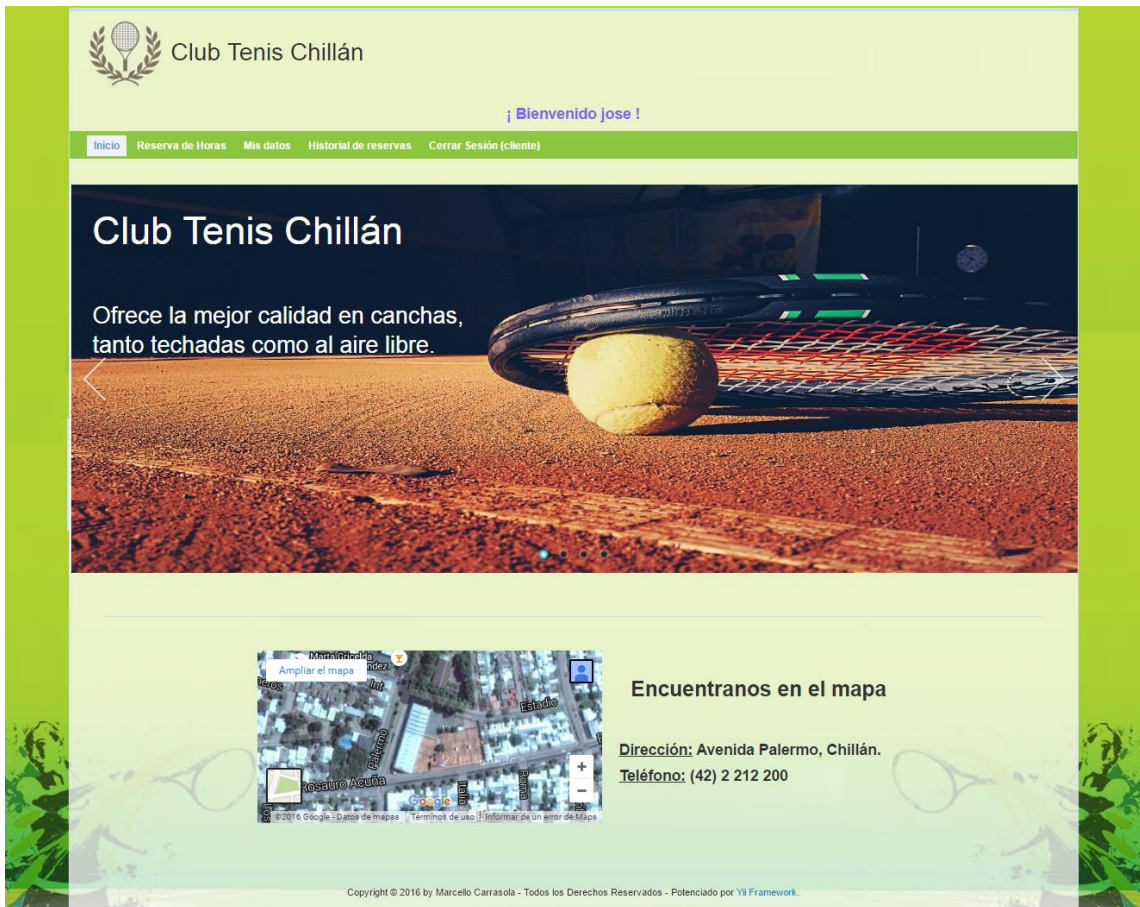 Club Tenis Chillán
¡ Bienvenido jose !
Inicio Reserva de Horas Mis datos Historial de reservas Cerrar Sesión (cliente)
Club Tenis Chillán
Ofrece la mejor calidad en canchas,
tanto techadas como al aire libre.
Ampliar el mapa
Int
Estadio
Palermo
Rosauro Acuña
Italia
Roma
Google
©2016 Google - Datos de mapas Términos de uso Informar de un error de Maps
Encuentranos en el mapa
Dirección: Avenida Palermo, Chillán.
Teléfono: (42) 2 212 200
Copyright © 2016 by Marcello Carrasola - Todos los Derechos Reservados - Potenciado por Yii Framework.